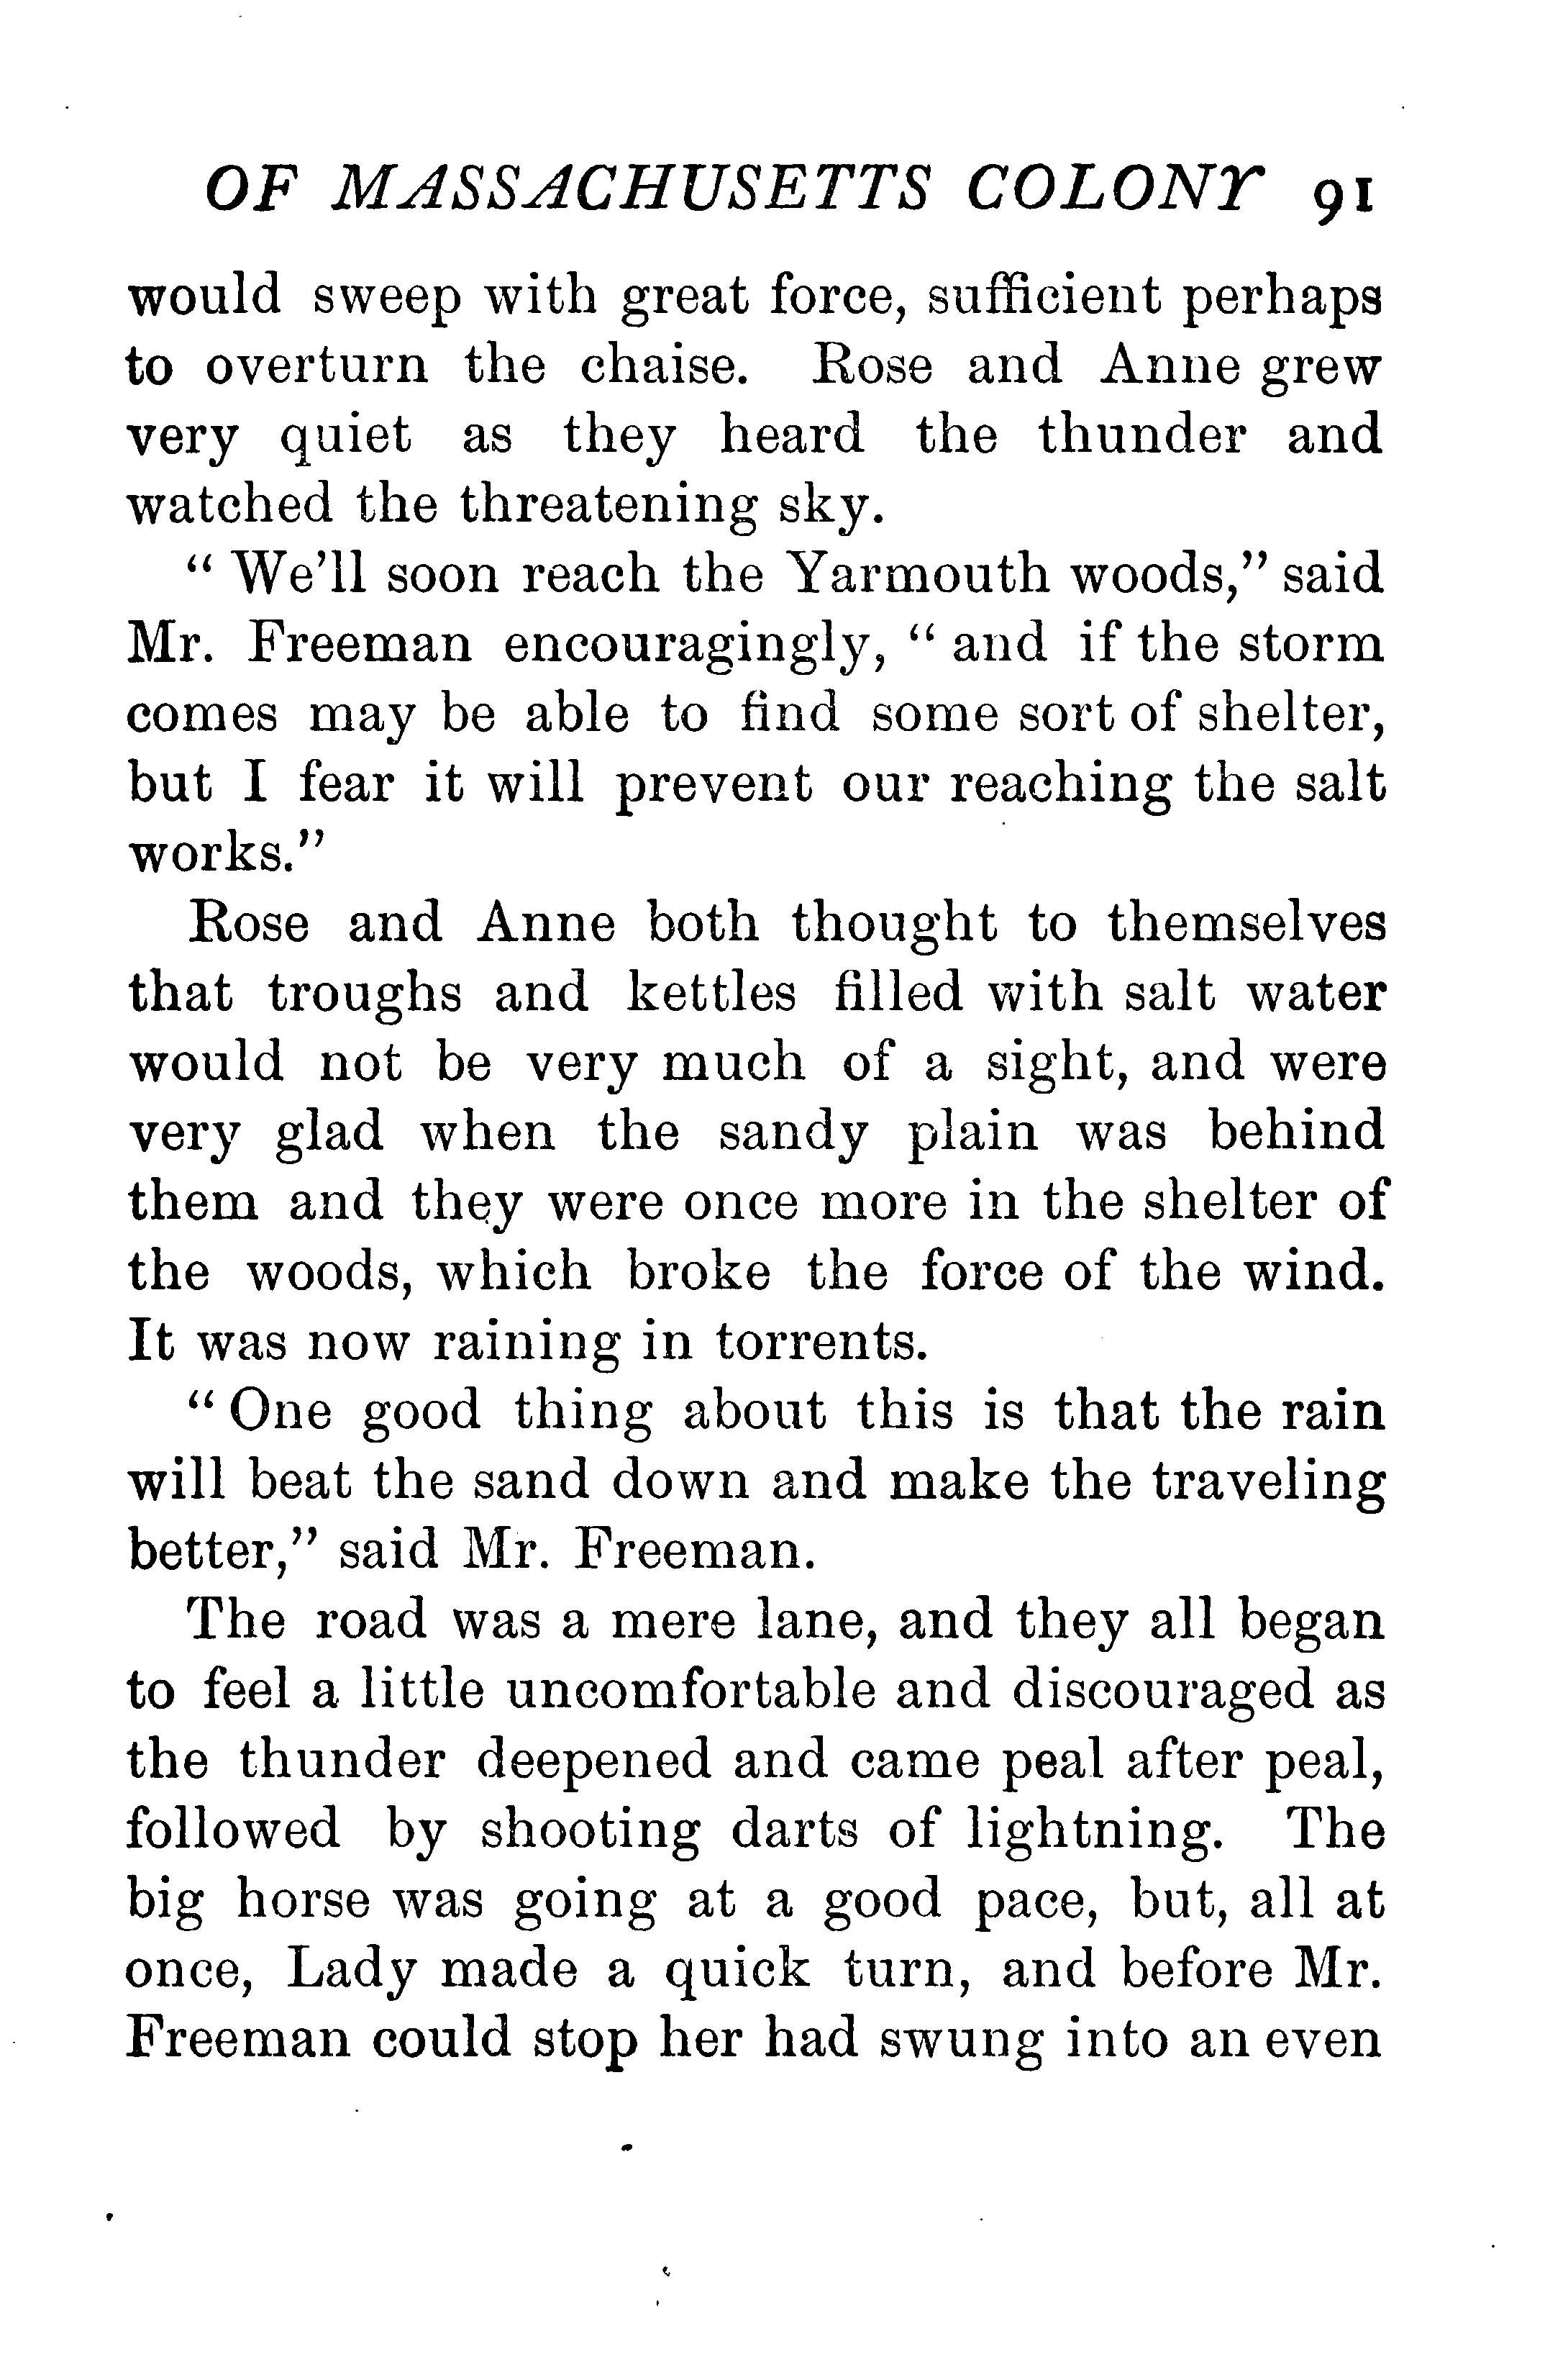 OF MASSACHUSETTS COLONY 91
would sweep with great force, sufficient perhaps
to overturn the chaise. Rose and Anne grew
very quiet as they heard the thunder and
watched the threatening sky.
“ We’ll soon reach the Yarmouth woods,” said
Mr. Freeman encouragingly, “ and if the storm
comes may be able to find some sort of shelter,
but I fear it will prevent our reaching the salt
works.”
Rose and Anne both thought to themselves
that troughs and kettles filled with salt water
would not be very much of a sight, and were
very glad when the sandy plain was behind
them and they were once more in the shelter of
the woods, which broke the force of the wind.
It was now raining in torrents.
“ One good thing about this is that the rain
will beat the sand down and make the traveling
better,” said Mr. Freeman.
The road was a mere lane, and they all began
to feel a little uncomfortable and discouraged as
the thunder deepened and came peal after peal,
followed by shooting darts of lightning. The
big horse was going at a good pace, but, all at
once, Lady made a quick turn, and before Mr.
Freeman could stop her had swung into an even